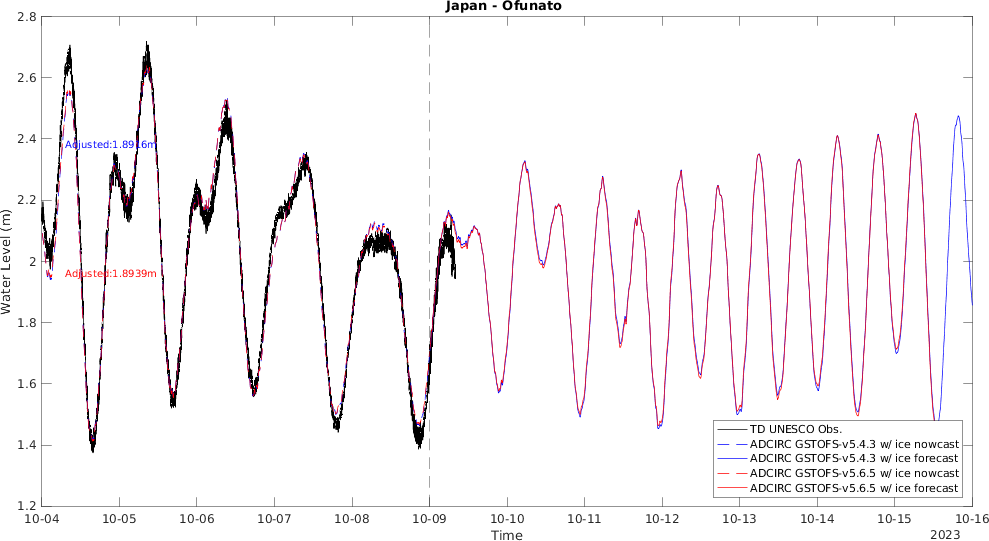 Japan - Ofunato
2.8
2.6
2.4
2.2
2
1.8
1.6
1.4
1.2
Water Level (m)
Adjusted:1.8916m
Adjusted:1.8939m
TD UNESCO Obs.
ADCIRC GSTOFS-v5.4.3 w/ ice nowcast
ADCIRC GSTOFS-v5.4.3 w/ ice forecast
ADCIRC GSTOFS-v5.6.5 w/ ice nowcast
ADCIRC GSTOFS-v5.6.5 w/ ice forecast
10-04 10-05 10-06 10-07 10-08 10-09 10-10 10-11 10-12 10-13 10-14 10-15 10-16
Time
2023